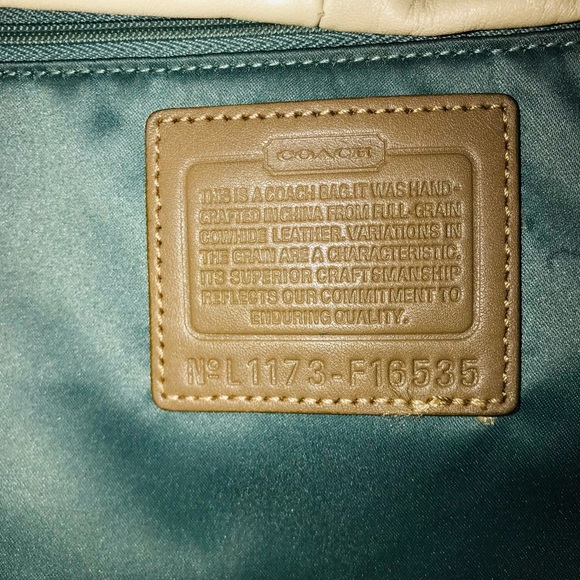 COACH
THIS IS A COACH BAG.IT WAS HAND-
CRAFTED IN CHINA FROM FULL-GRAIN
COWHIDE LEATHER. VARIATIONS IN
THE GRAIN ARE A CHARACTERISTIC.
ITS SUPERIOR CRAFTSMANSHIP
REFLECTS OUR COMMITMENT TO
ENDURING QUALITY.
Nº L1173-F16535